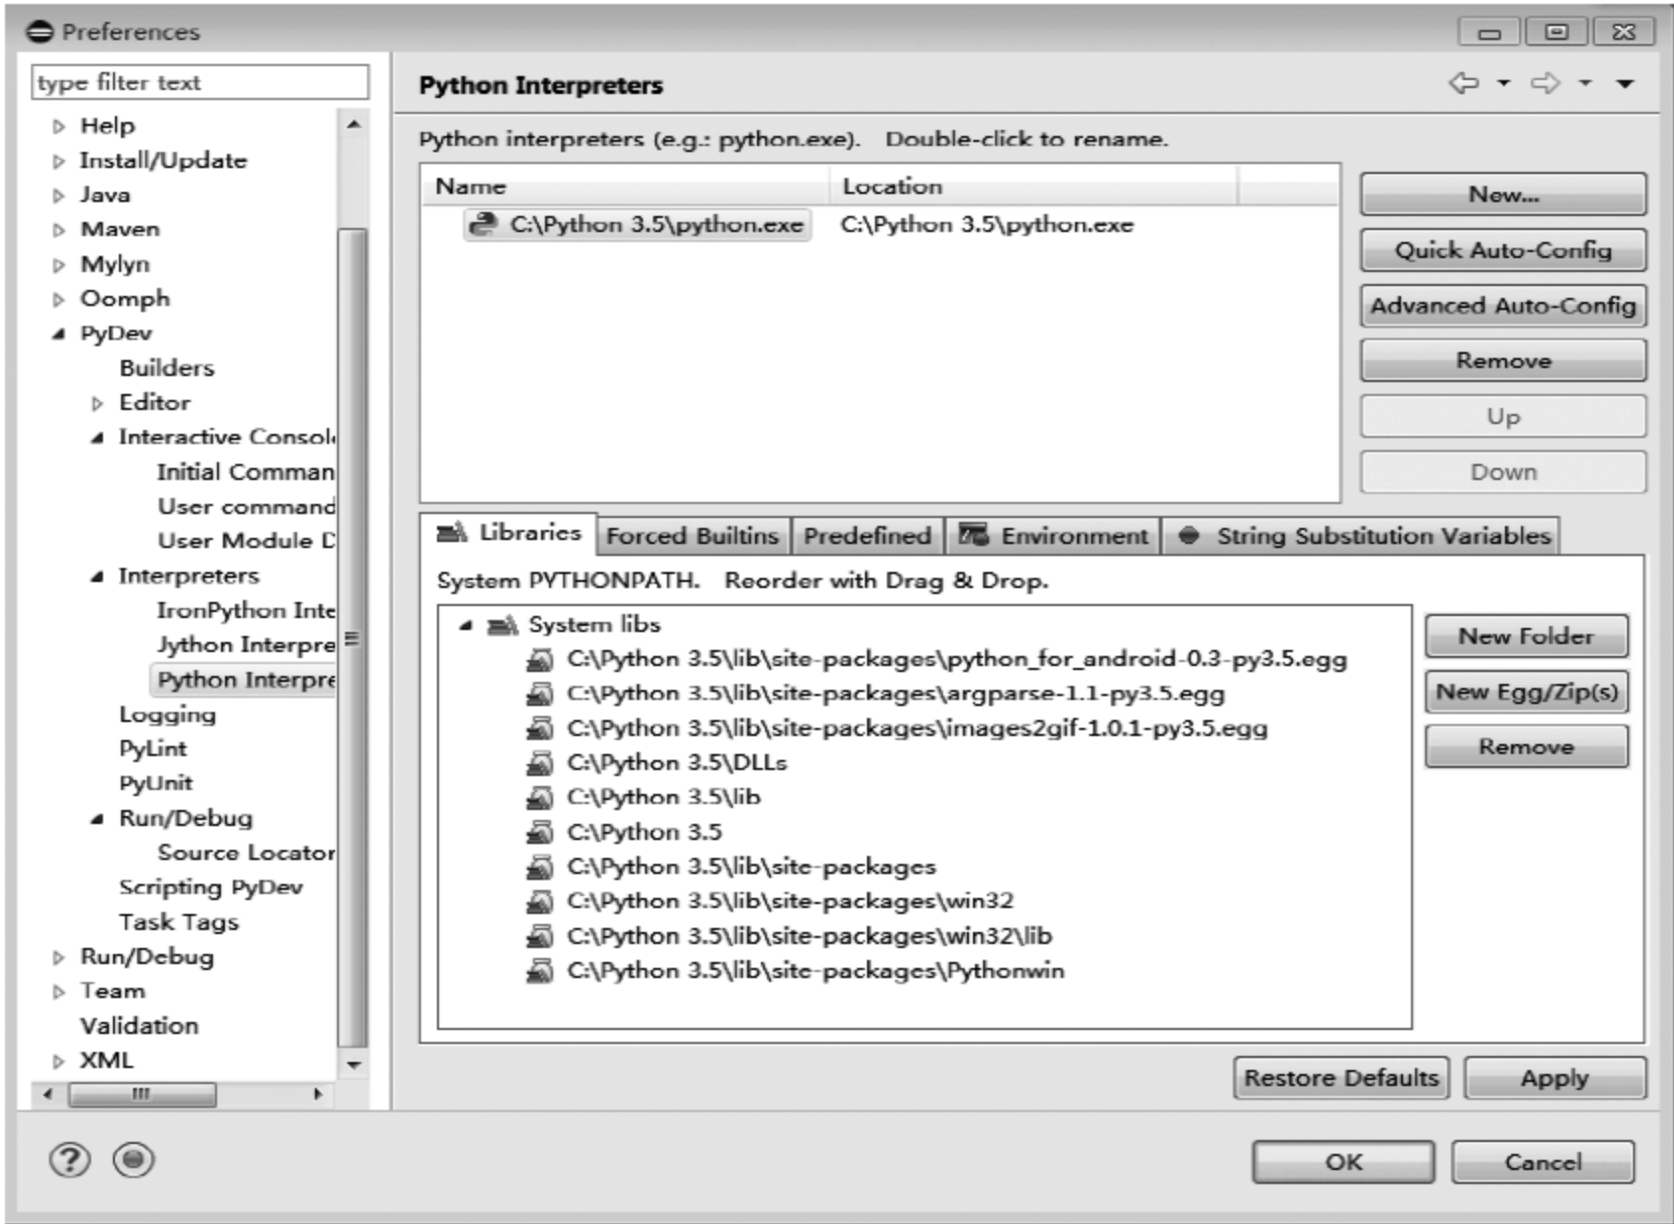 Preferences
type filter text
Help
Install/Update
Java
Maven
Mylyn
Oomph
PyDev
Builders
Editor
Interactive Consol
Initial Comman
User command
User Module D
Interpreters
IronPython Inte
Jython Interpre
Python Interpre
Logging
PyLint
PyUnit
Run/Debug
Source Locator
Scripting PyDev
Task Tags
Run/Debug
Team
Validation
XML
Python Interpreters
Python interpreters (e.g.: python.exe).   Double-click to rename.
Name Location
C:\Python 3.5\python.exe C:\Python 3.5\python.exe
New...
Quick Auto-Config
Advanced Auto-Config
Remove
Up
Down
Libraries Forced Builtins Predefined Environment String Substitution Variables
System PYTHONPATH.   Reorder with Drag & Drop.
System libs
C:\Python 3.5\lib\site-packages\python_for_android-0.3-py3.5.egg
C:\Python 3.5\lib\site-packages\argparse-1.1-py3.5.egg
C:\Python 3.5\lib\site-packages\images2gif-1.0.1-py3.5.egg
C:\Python 3.5\DLLs
C:\Python 3.5\lib
C:\Python 3.5
C:\Python 3.5\lib\site-packages
C:\Python 3.5\lib\site-packages\win32
C:\Python 3.5\lib\site-packages\win32\lib
C:\Python 3.5\lib\site-packages\Pythonwin
New Folder
New Egg/Zip(s)
Remove
Restore Defaults Apply
OK Cancel